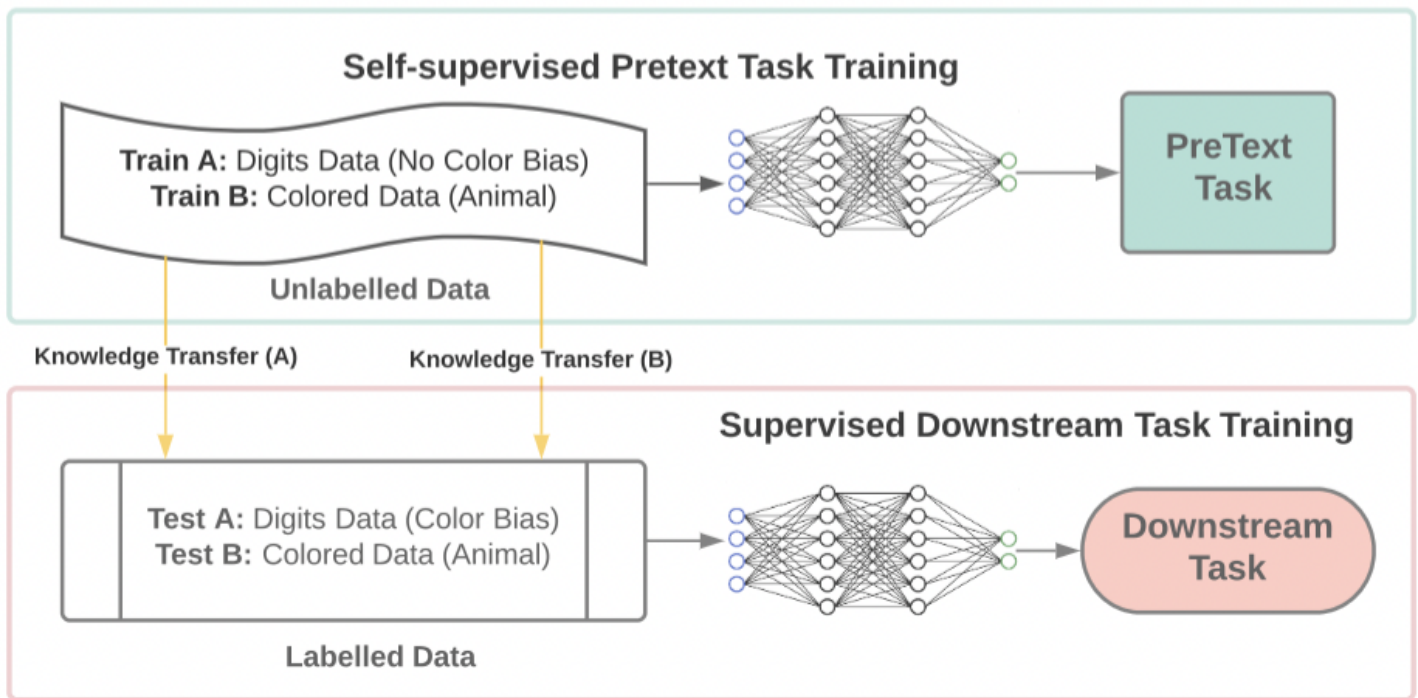 Self-supervised Pretext Task Training
Train A: Digits Data (No Color Bias)
Train B: Colored Data (Animal)
PreText
Task
Unlabelled Data
Knowledge Transfer (A)
Knowledge Transfer (B)
Supervised Downstream Task Training
Test A: Digits Data (Color Bias)
Test B: Colored Data (Animal)
Downstream
Task
Labelled Data